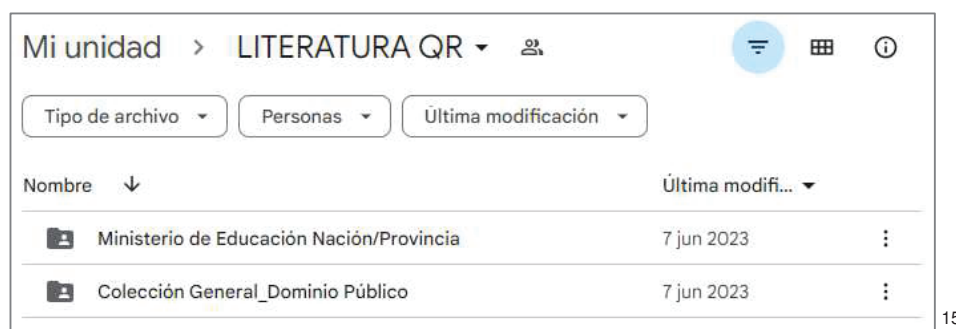 Mi unidad > LITERATURA QR
Tipo de archivo Personas Última modificación
Nombre Última modifi...
Ministerio de Educación Nación/Provincia 7 jun 2023
Colección General_Dominio Público 7 jun 2023
15